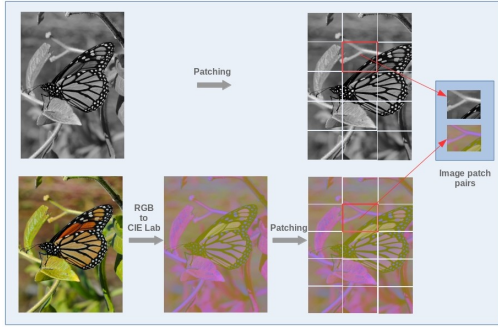 Patching
Image patch
pairs
RGB
to
CIE Lab
Patching